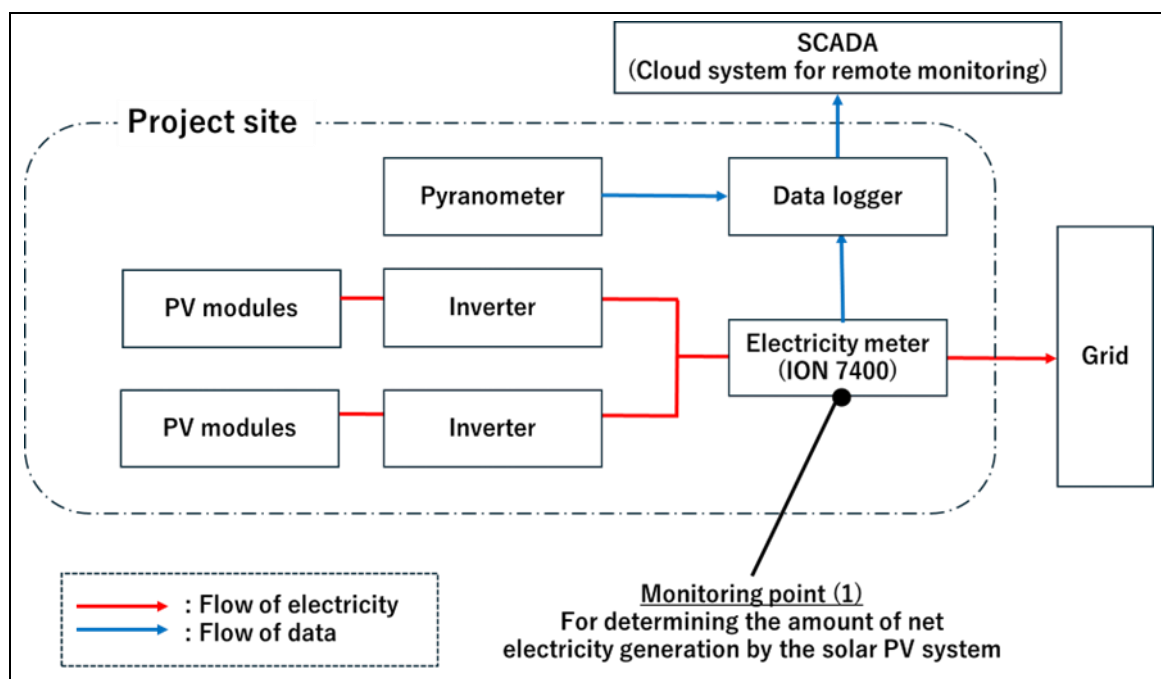 SCADA
(Cloud system for remote monitoring)
Project site
Pyranometer
Data logger
PV modules
Inverter
Electricity meter
(ION 7400)
Grid
PV modules
Inverter
: Flow of electricity
: Flow of data
Monitoring point (1)
For determining the amount of net
electricity generation by the solar PV system